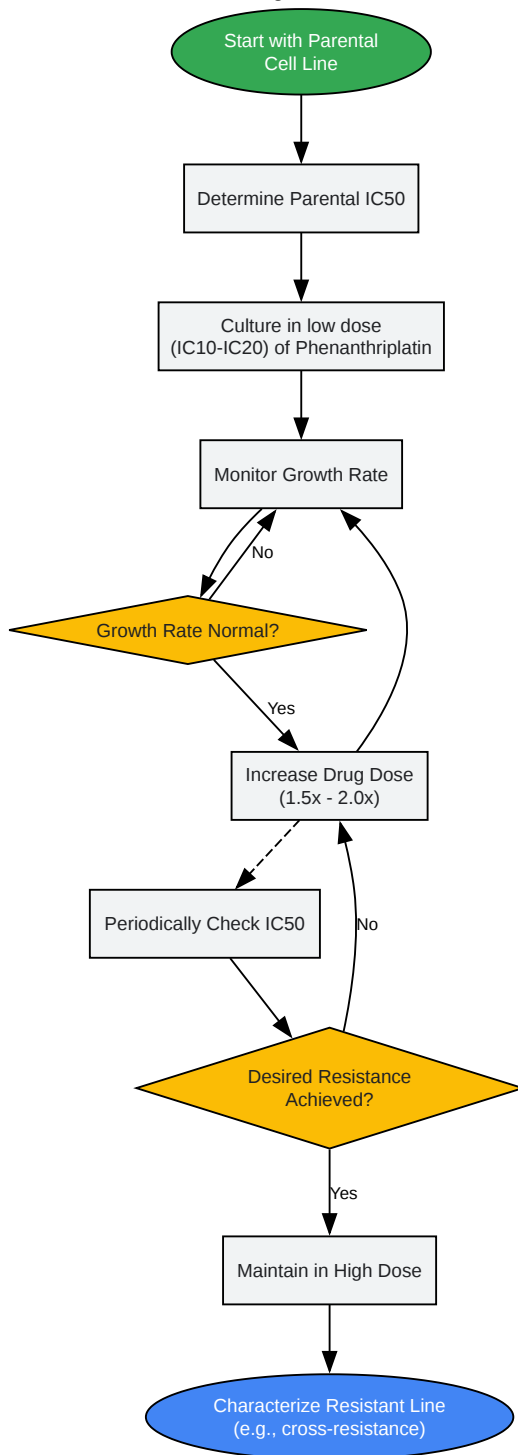 Start with Parental
Cell Line
Determine Parental IC50
Culture in low dose
(IC10-IC20) of Phenanthriplatin
Monitor Growth Rate
No
Growth Rate Normal?
Yes
Increase Drug Dose
(1.5x - 2.0x)
Periodically Check IC50
No
Desired Resistance
Achieved?
Yes
Maintain in High Dose
Characterize Resistant Line
(e.g., cross-resistance)